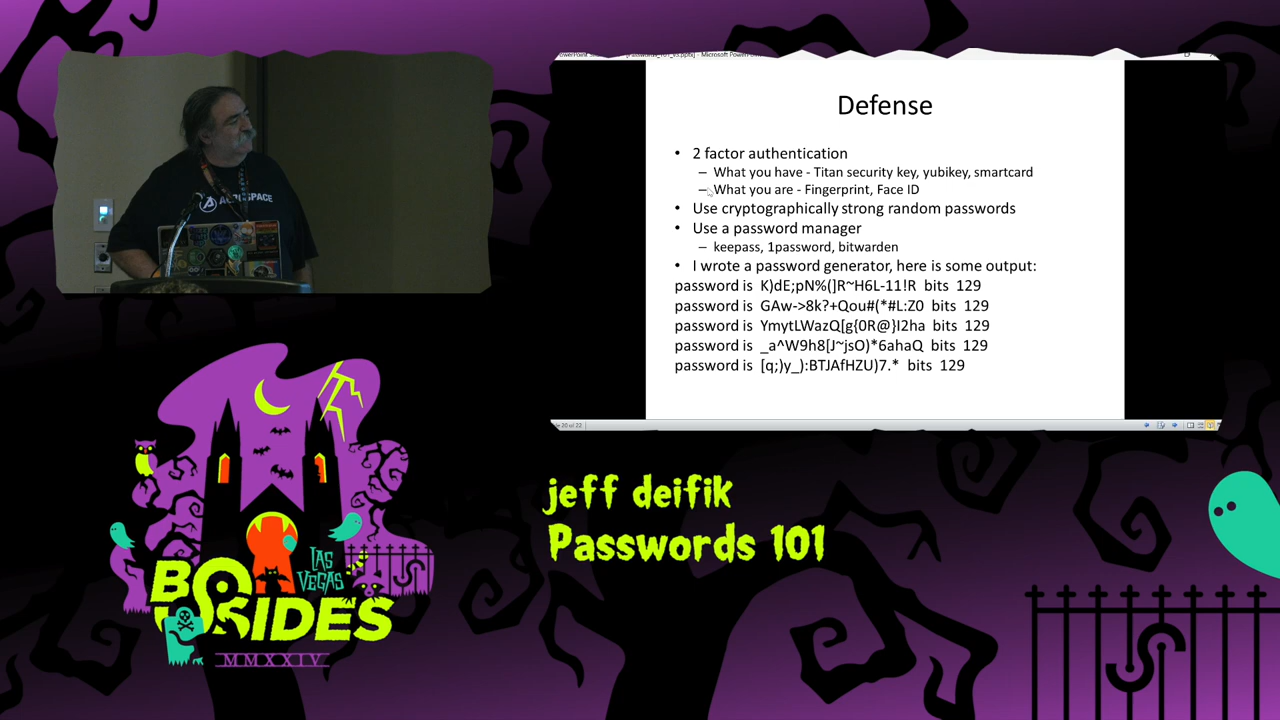 Defense
• 2 factor authentication
– What you have - Titan security key, yubikey, smartcard
– What you are - Fingerprint, Face ID
• Use cryptographically strong random passwords
• Use a password manager
– keepass, 1password, bitwarden
• I wrote a password generator, here is some output:
password is K)dE;pN%(]R~H6L-11!R bits 129
password is GAw->8k?+Qou#(*#L:Z0 bits 129
password is YmytLWazQ[g{0R@}I2ha bits 129
password is _a^W9h8[J~jsO)*6ahaQ bits 129
password is [q;)y_):BTJAfHZU)7.* bits 129
20 of 22
jeff deifik
Passwords 101
LAS
VEGAS
BSIDES
MMXXIV